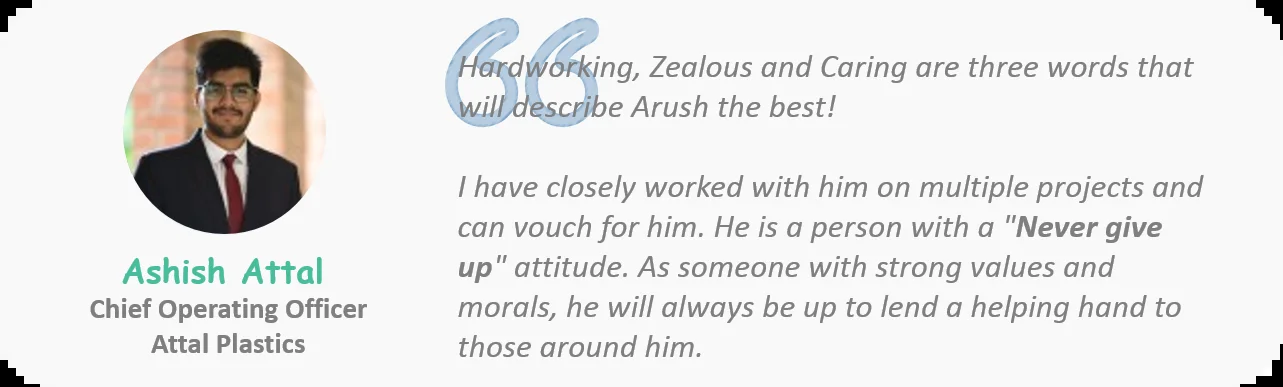 Hardworking, Zealous and Caring are three words that
will describe Arush the best!
I have closely worked with him on multiple projects and
can vouch for him. He is a person with a "Never give
up" attitude. As someone with strong values and
morals, he will always be up to lend a helping hand to
those around him.
Ashish Attal
Chief Operating Officer
Attal Plastics